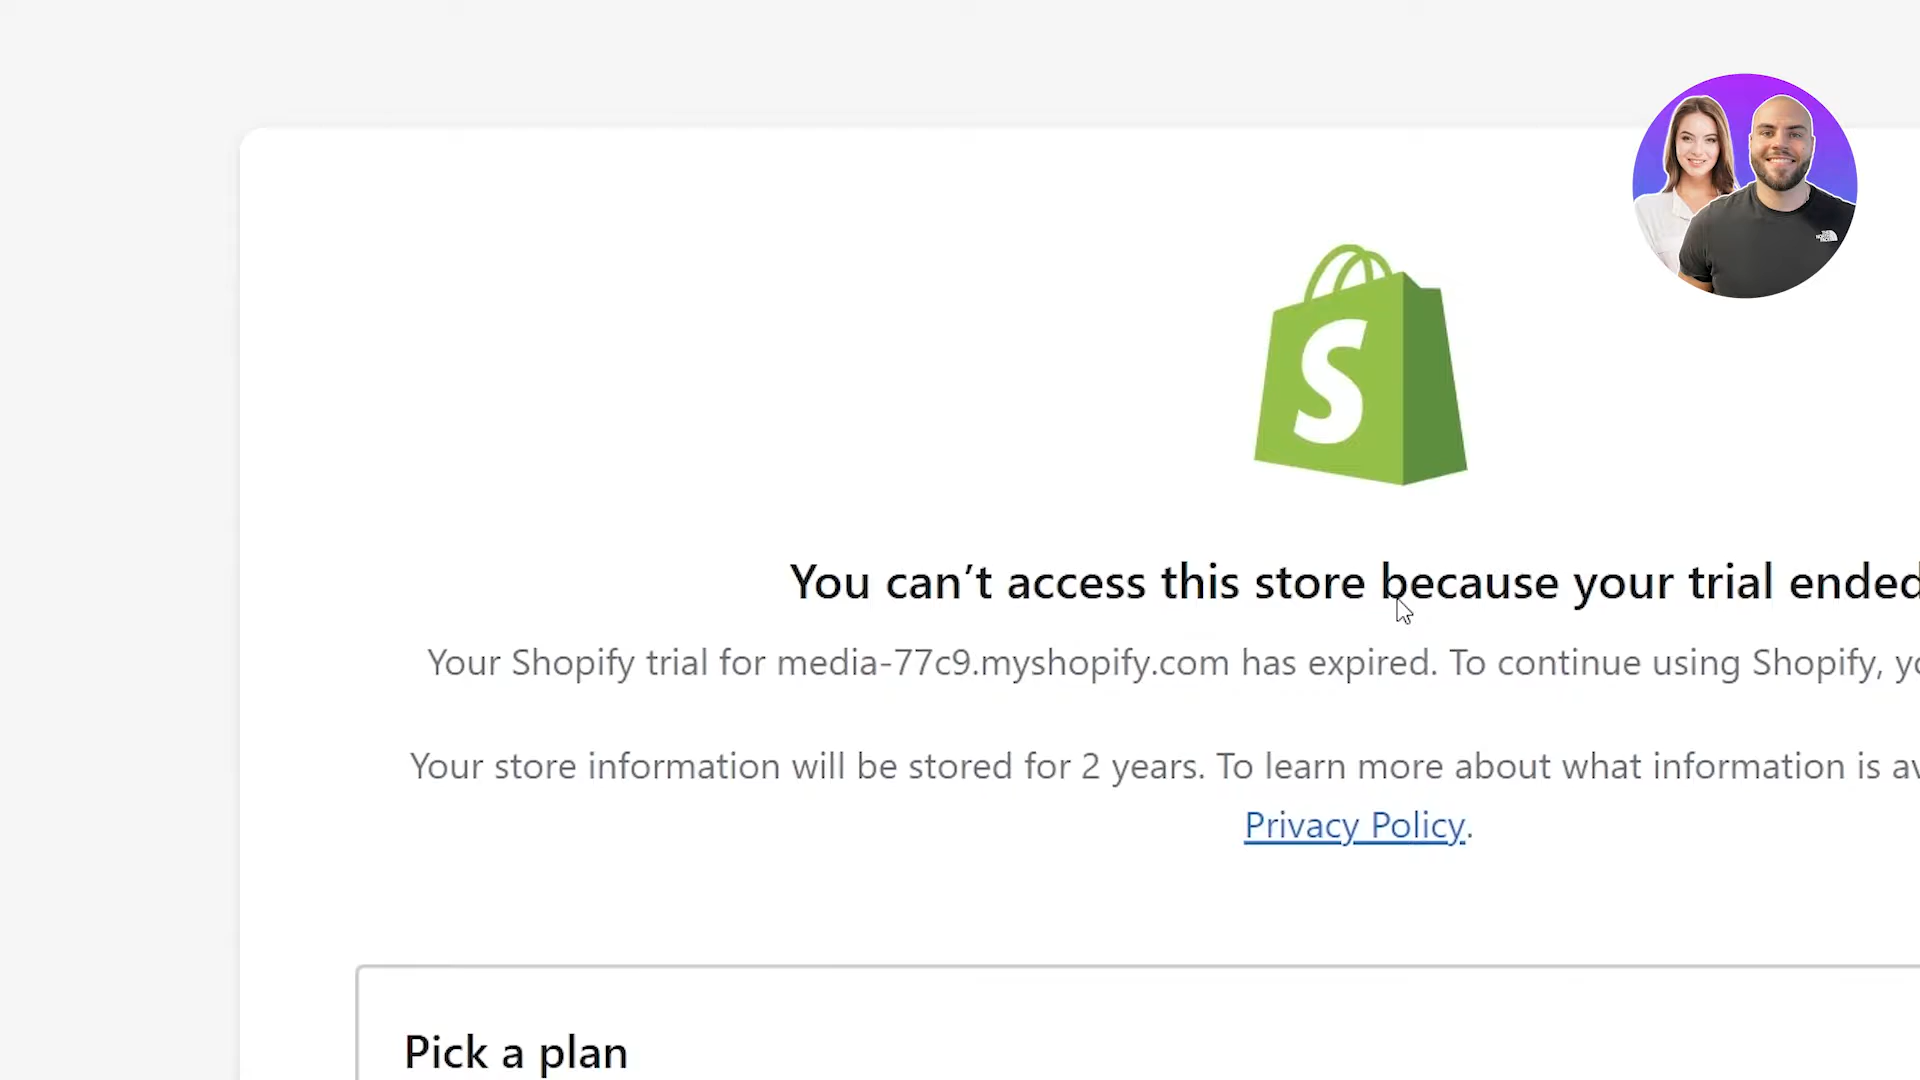 S
You can’t access this store because your trial ended
Your Shopify trial for media-77c9.myshopify.com has expired. To continue using Shopify, yo
Your store information will be stored for 2 years. To learn more about what information is av
Privacy Policy.
Pick a plan